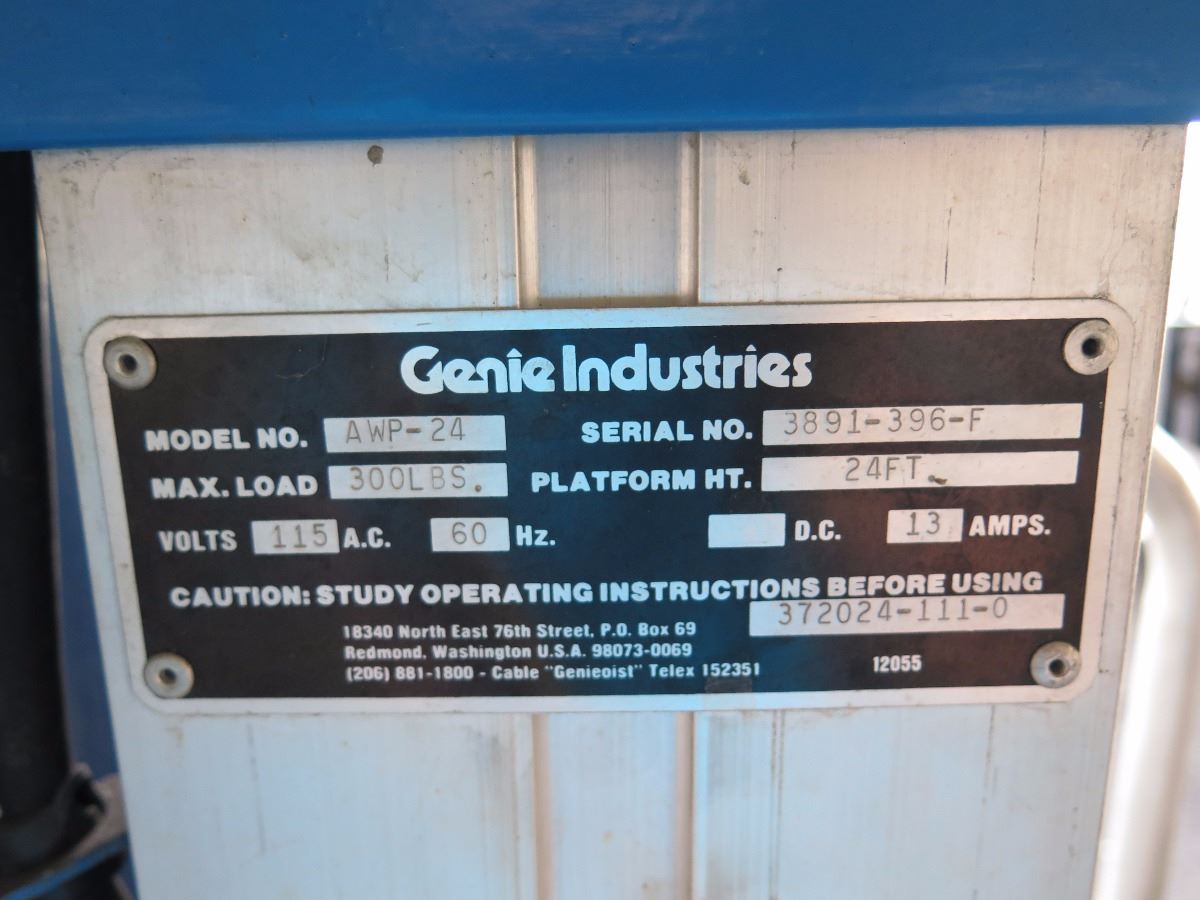 Genie Industries
MODEL NO. AWP-24 SERIAL NO. 3891-396-F
MAX. LOAD 300LBS. PLATFORM HT. 24FT.
VOLTS 115 A.C. 60 Hz. D.C. 13 AMPS.
CAUTION: STUDY OPERATING INSTRUCTIONS BEFORE USING
372024-111-0
18340 North East 76th Street, P.O. Box 69
Redmond, Washington U.S.A. 98073-0069
(206) 881-1800 - Cable "Genieoist" Telex 152351
12055